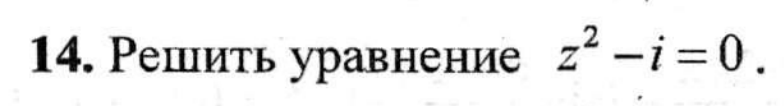 14. Решить уравнение z² − i = 0 .